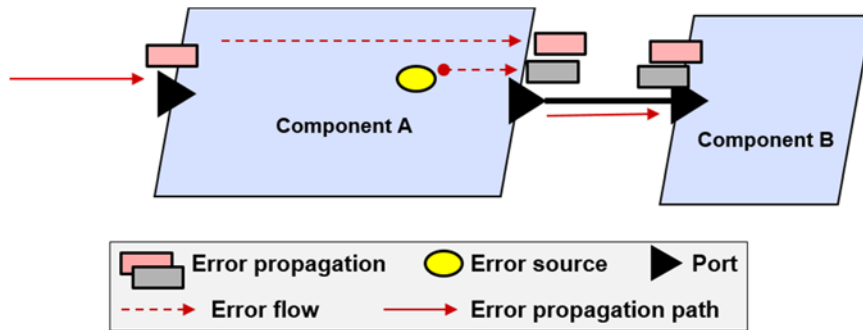 Component A
Component B
Error propagation Error source Port
Error flow Error propagation path